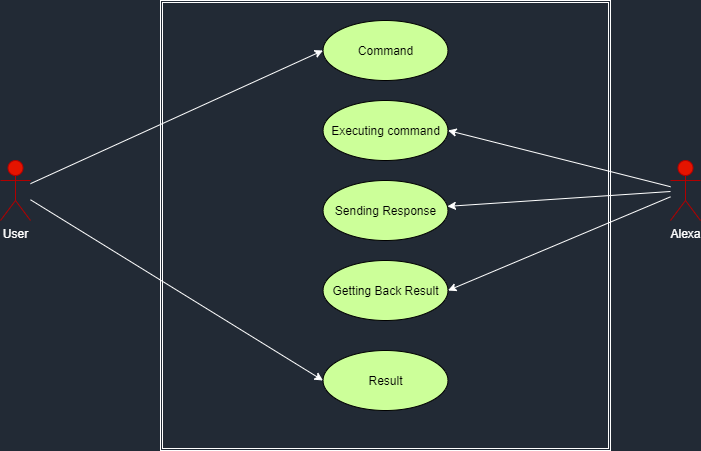 Command
Executing command
Sending Response
User
Alexa
Getting Back Result
Result